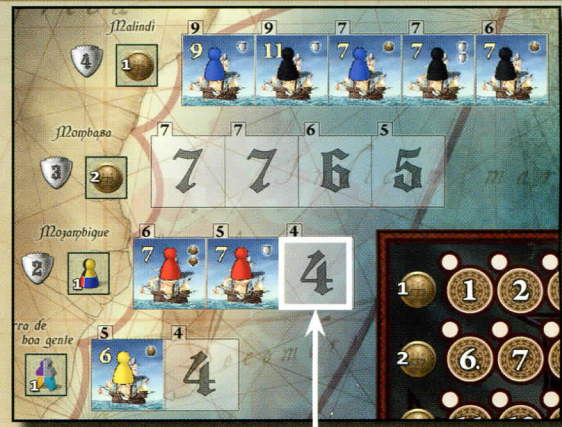 Malindi
9 9 7 7 6
4 1 9 11 7 7 7
Mombasa
7 7 6 5
3 2 7 7 6 5
Mozambique
6 5 4
2 1 7 7 4
1 1 2
rra de
boa gente
5 4
1 6 4
2 6. 7